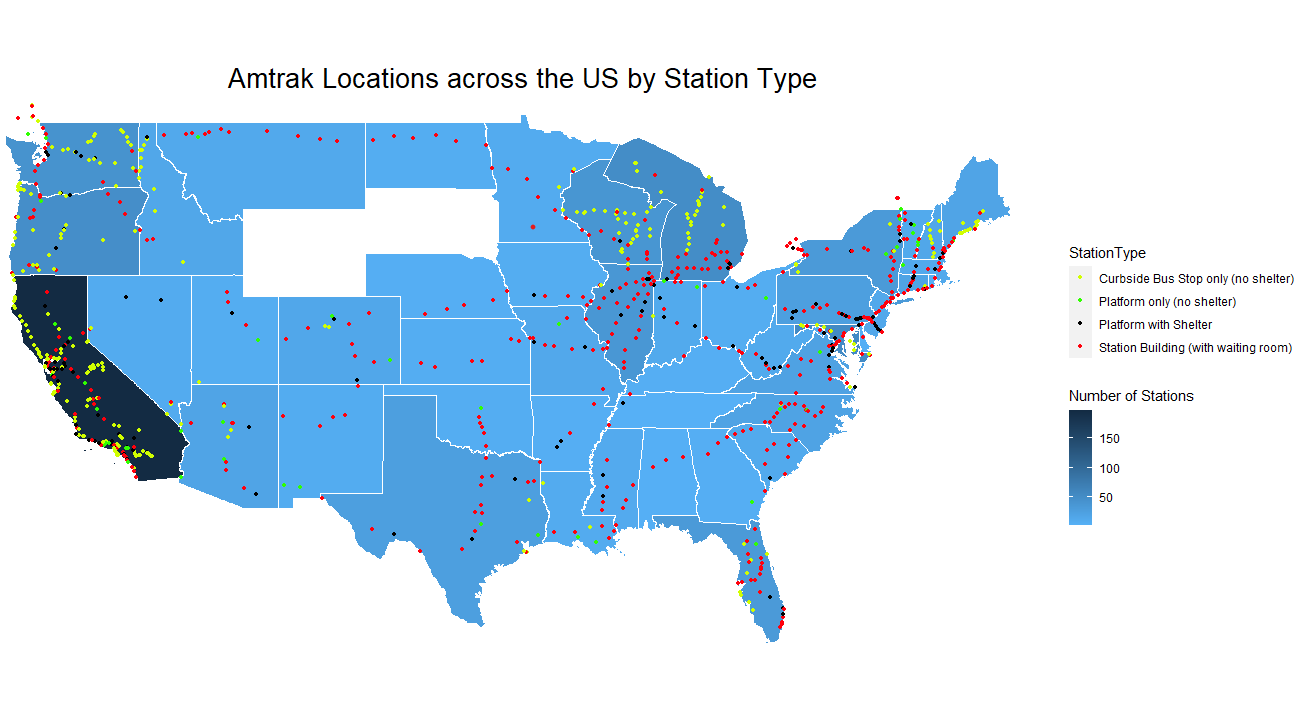 Amtrak Locations across the US by Station Type
StationType
Curbside Bus Stop only (no shelter)
Platform only (no shelter)
Platform with Shelter
Station Building (with waiting room)
Number of Stations
150
100
50